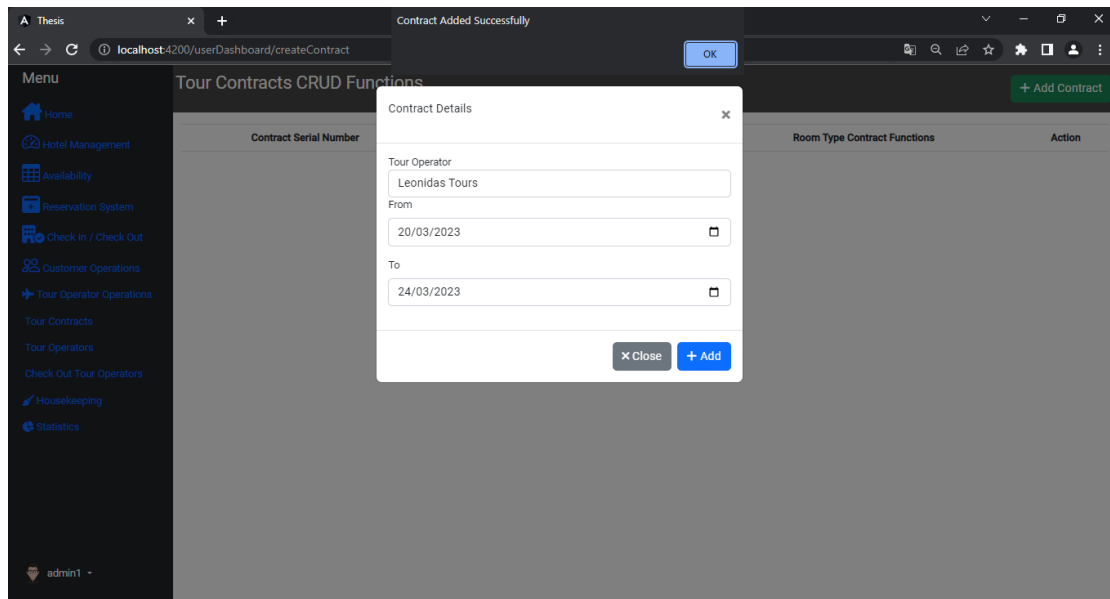 Thesis
Contract Added Successfully
localhost:4200/userDashboard/createContract
OK
Menu
Tour Contracts CRUD Functions
+ Add Contract
Home
Hotel Management
Availability
Reservation System
Check In / Check Out
Customer Operations
Tour Operator Operations
Tour Contracts
Tour Operators
Check Out Tour Operators
Housekeeping
Statistics
admin1
Contract Serial Number
Room Type Contract Functions
Action
Contract Details
×
Tour Operator
Leonidas Tours
From
20/03/2023
To
24/03/2023
× Close
+ Add